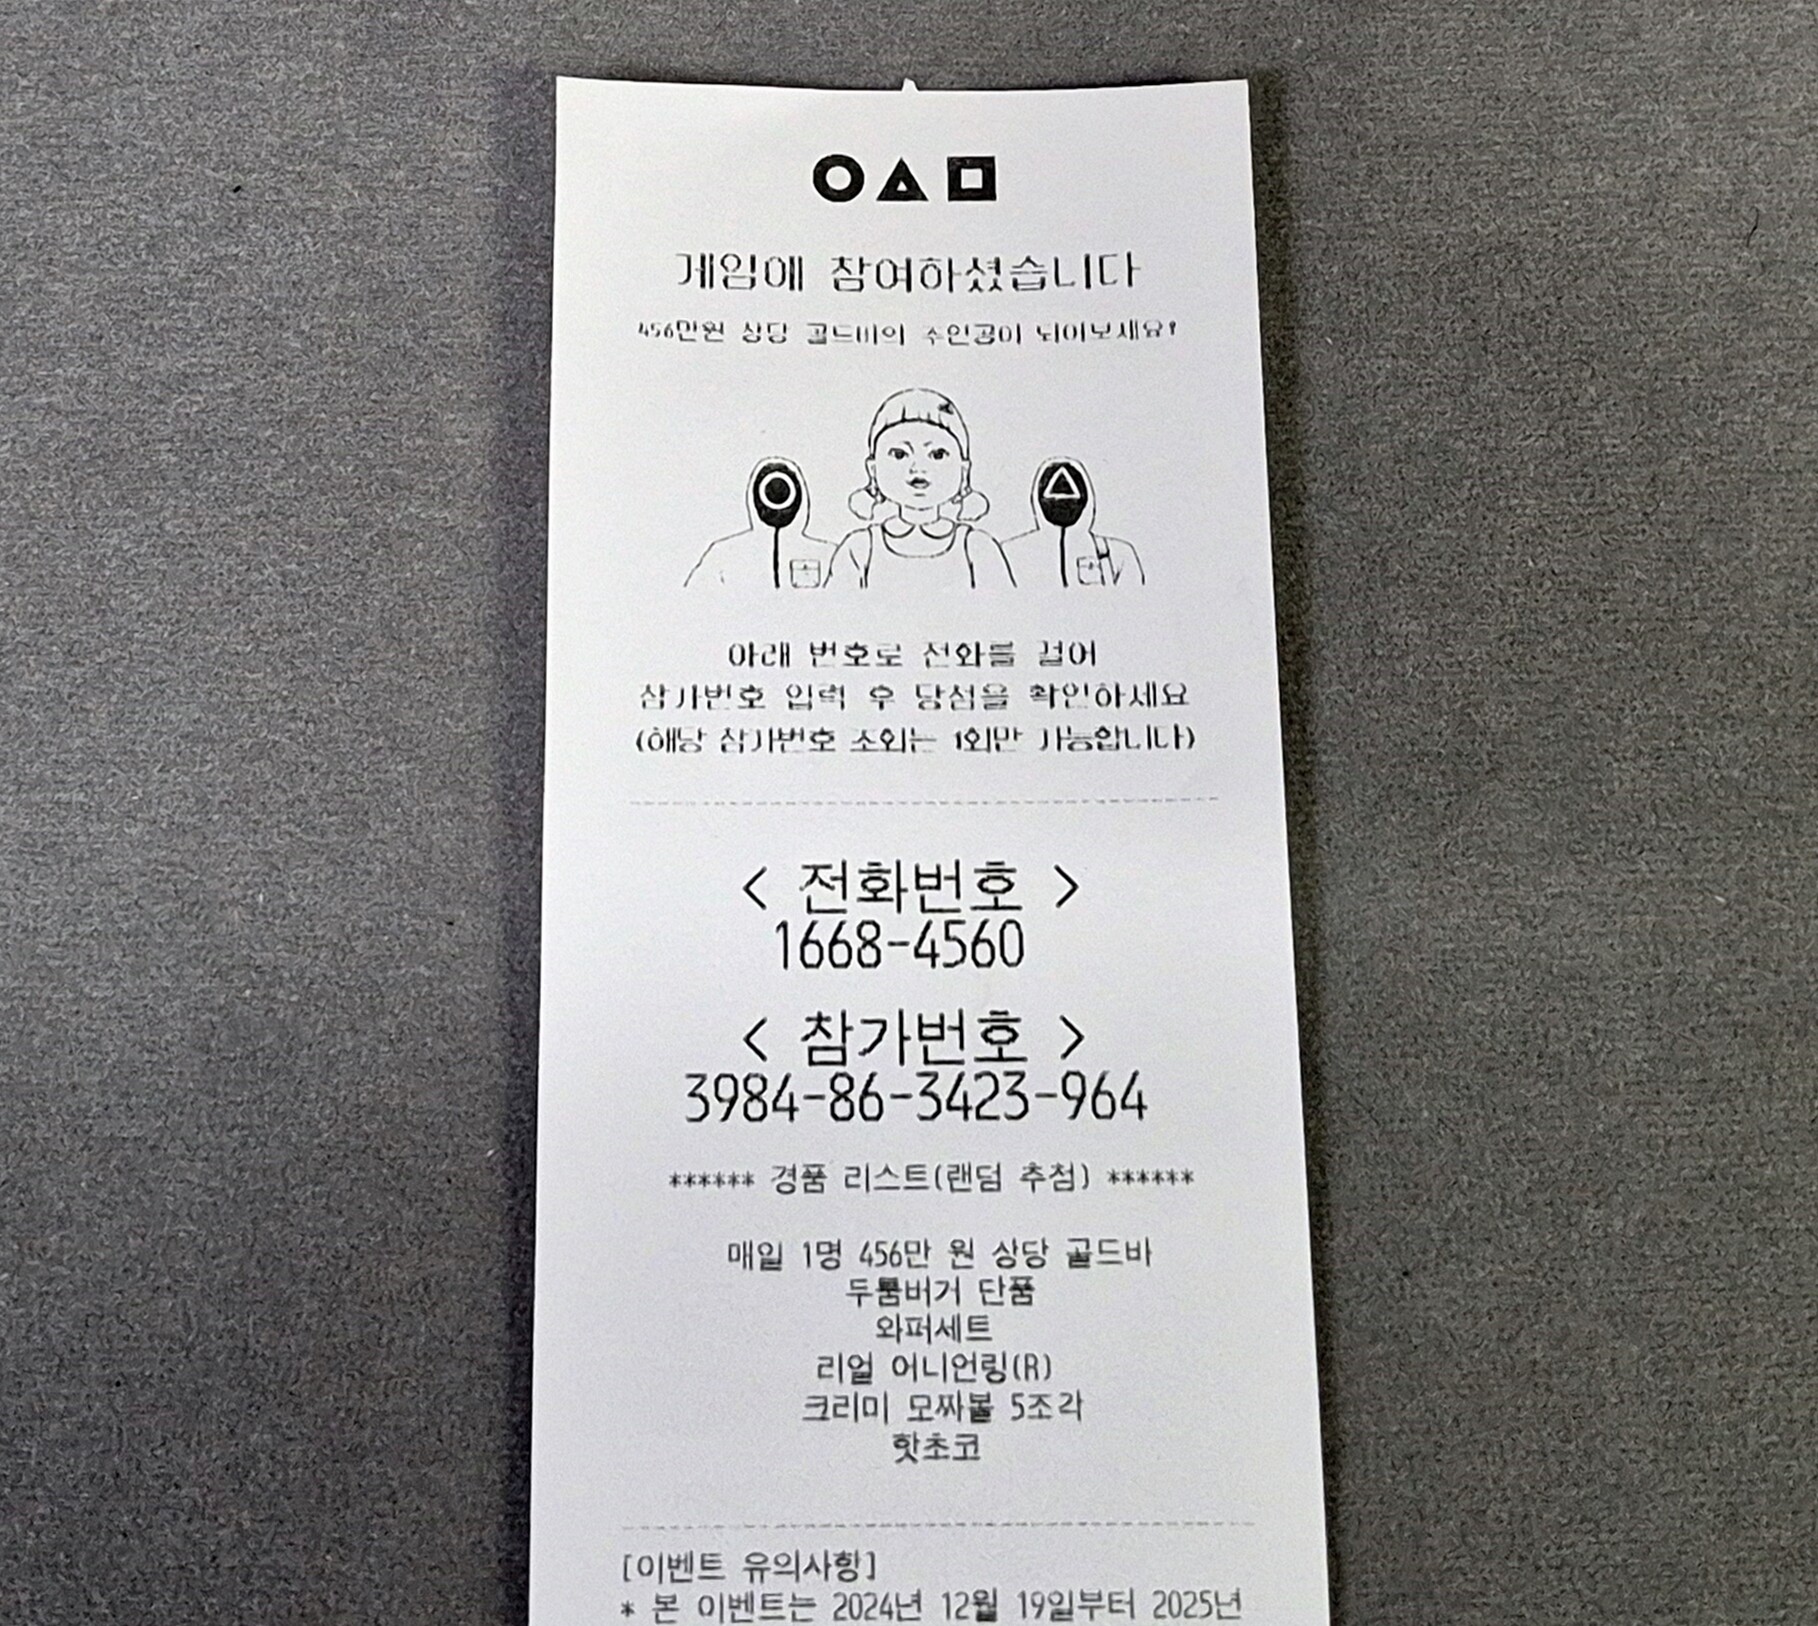 게임에 참여하셨습니다
456만원 상당 골드바의 주인공이 되어보세요!
아래 번호로 전화를 걸어
참가번호 입력 후 당첨을 확인하세요
(해당 참가번호 조회는 1회만 가능합니다)
< 전화번호 >
1668-4560
< 참가번호 >
3984-86-3423-964
****** 경품 리스트(랜덤 추첨) ******
매일 1명 456만 원 상당 골드바
두툼버거 단품
와퍼세트
리얼 어니언링(R)
크리미 모짜볼 5조각
핫초코
[이벤트 유의사항]
* 본 이벤트는 2024년 12월 19일부터 2025년